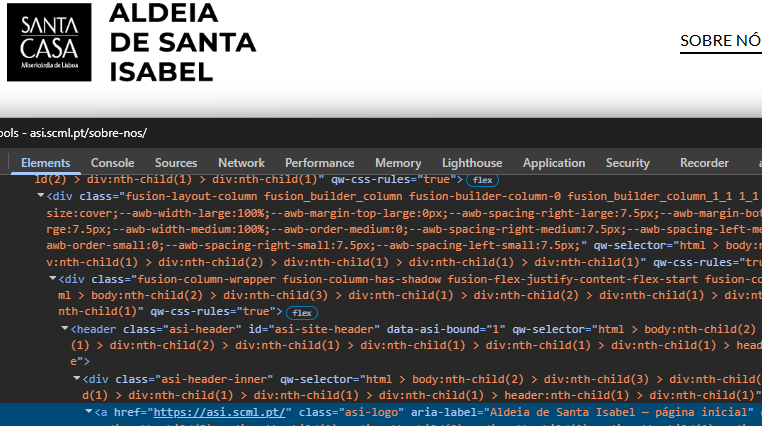 SANTA
CASA
Misericórdia de Lisboa
ALDEIA
DE SANTA
ISABEL
SOBRE NÓ
ools - asi.scml.pt/sobre-nos/
Elements Console Sources Network Performance Memory Lighthouse Application Security Recorder
ld(2) > div:nth-child(1) > div:nth-child(1)" qw-css-rules="true"> flex
<div class="fusion-layout-column fusion_builder_column fusion-builder-column-0 fusion_builder_column_1_1 1_1
size:cover;--awb-width-large:100%;--awb-margin-top-large:0px;--awb-spacing-right-large:7.5px;--awb-margin-bot
rge:7.5px;--awb-width-medium:100%;--awb-order-medium:0;--awb-spacing-right-medium:7.5px;--awb-spacing-left-me
awb-order-small:0;--awb-spacing-right-small:7.5px;--awb-spacing-left-small:7.5px;" qw-selector="html > body:n
v:nth-child(1) > div:nth-child(2) > div:nth-child(1) > div:nth-child(1) > div:nth-child(1)" qw-css-rules="tru
<div class="fusion-column-wrapper fusion-column-has-shadow fusion-flex-justify-content-flex-start fusion-co
ml > body:nth-child(2) > div:nth-child(3) > div:nth-child(1) > div:nth-child(2) > div:nth-child(1) > div:nt
nth-child(1)" qw-css-rules="true"> flex
<header class="asi-header" id="asi-site-header" data-asi-bound="1" qw-selector="html > body:nth-child(2)
(1) > div:nth-child(2) > div:nth-child(1) > div:nth-child(1) > div:nth-child(1) > div:nth-child(1) > head
e">
<div class="asi-header-inner" qw-selector="html > body:nth-child(2) > div:nth-child(3) > div:nth-child(
d(1) > div:nth-child(1) > div:nth-child(1) > div:nth-child(1) > header:nth-child(1) > div:nth-child(1)"
<a href="https://asi.scml.pt/" class="asi-logo" aria-label="Aldeia de Santa Isabel – página inicial"